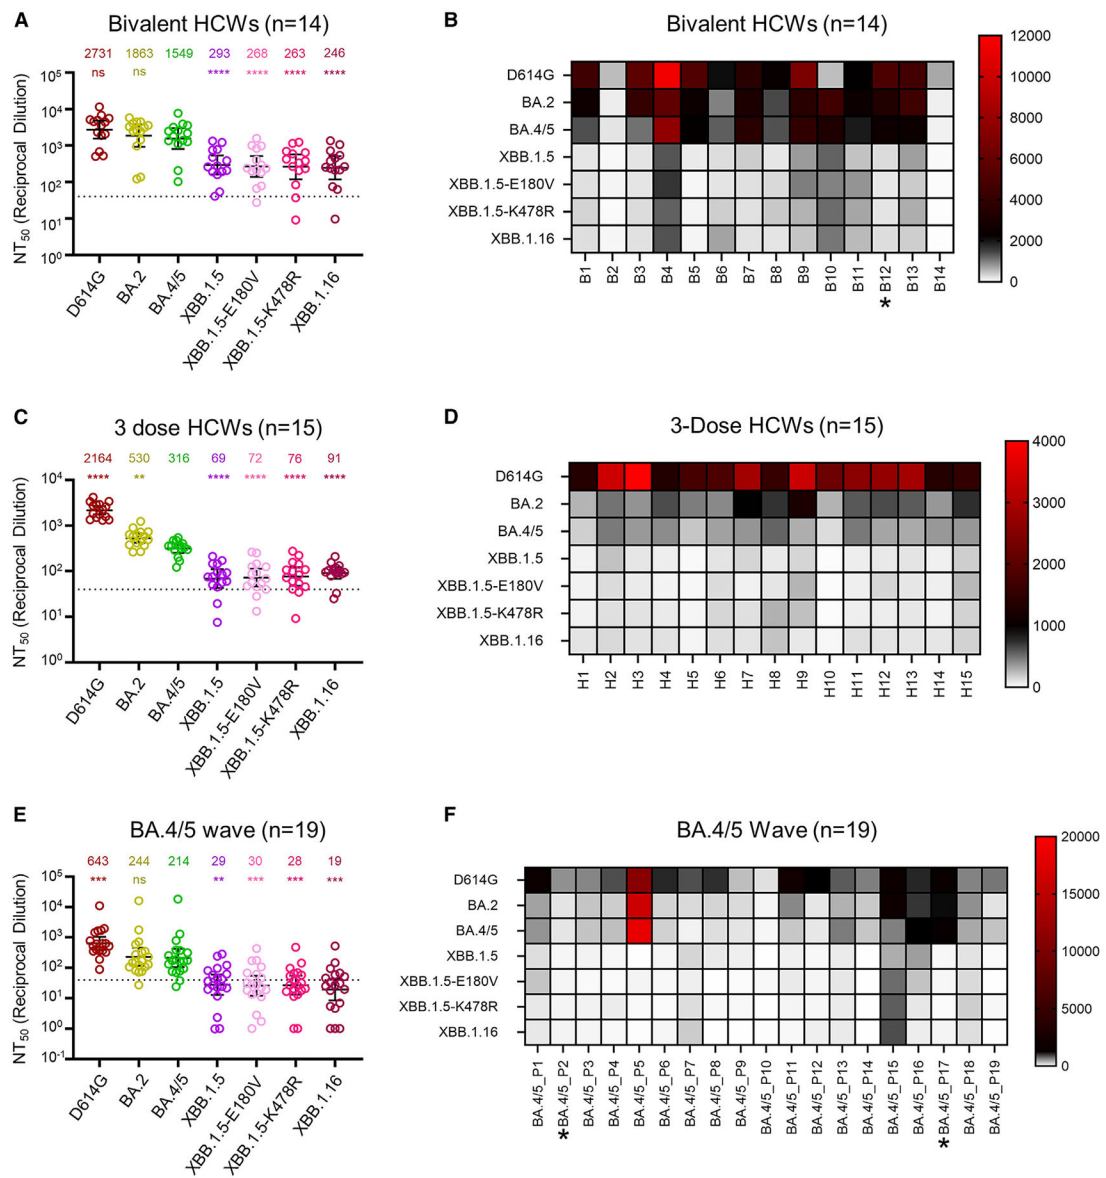 A
Bivalent HCWs (n=14)
2731 1863 1549 293 268 263 246
ns ns **** **** **** ****
NT50 (Reciprocal Dilution)
10^5
10^4
10^3
10^2
10^1
10^0
D614G
BA.2
BA.4/5
XBB.1.5
XBB.1.5-E180V
XBB.1.5-K478R
XBB.1.16
B
Bivalent HCWs (n=14)
D614G
BA.2
BA.4/5
XBB.1.5
XBB.1.5-E180V
XBB.1.5-K478R
XBB.1.16
B1 B2 B3 B4 B5 B6 B7 B8 B9 B10 B11 B12 B13 B14
*
12000
10000
8000
6000
4000
2000
0
C
3 dose HCWs (n=15)
2164 530 316 69 72 76 91
**** ** **** **** **** ****
NT50 (Reciprocal Dilution)
10^4
10^3
10^2
10^1
10^0
D614G
BA.2
BA.4/5
XBB.1.5
XBB.1.5-E180V
XBB.1.5-K478R
XBB.1.16
D
3-Dose HCWs (n=15)
D614G
BA.2
BA.4/5
XBB.1.5
XBB.1.5-E180V
XBB.1.5-K478R
XBB.1.16
H1 H2 H3 H4 H5 H6 H7 H8 H9 H10 H11 H12 H13 H14 H15
4000
3000
2000
1000
0
E
BA.4/5 wave (n=19)
643 244 214 29 30 28 19
*** ns ** *** *** ***
NT50 (Reciprocal Dilution)
10^5
10^4
10^3
10^2
10^1
10^0
10^-1
D614G
BA.2
BA.4/5
XBB.1.5
XBB.1.5-E180V
XBB.1.5-K478R
XBB.1.16
F
BA.4/5 Wave (n=19)
D614G
BA.2
BA.4/5
XBB.1.5
XBB.1.5-E180V
XBB.1.5-K478R
XBB.1.16
BA.4/5_P1
BA.4/5_P2
BA.4/5_P3
BA.4/5_P4
BA.4/5_P5
BA.4/5_P6
BA.4/5_P7
BA.4/5_P8
BA.4/5_P9
BA.4/5_P10
BA.4/5_P11
BA.4/5_P12
BA.4/5_P13
BA.4/5_P14
BA.4/5_P15
BA.4/5_P16
BA.4/5_P17
BA.4/5_P18
BA.4/5_P19
* *
20000
15000
10000
5000
0